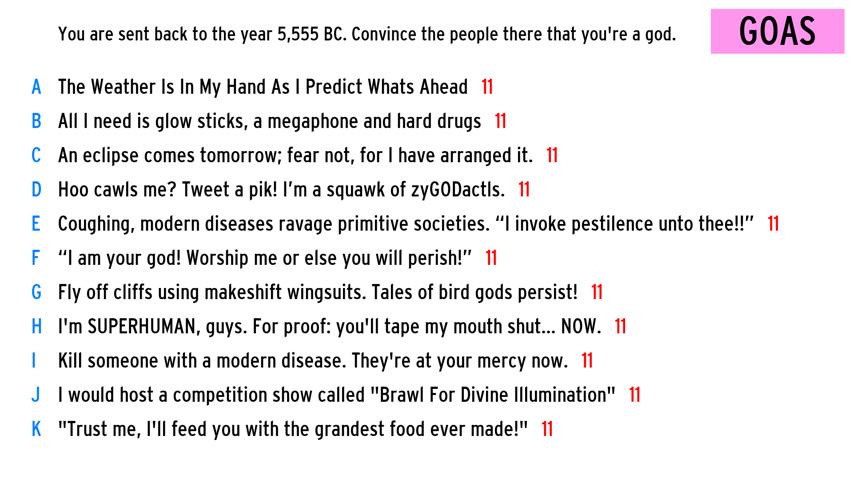 You are sent back to the year 5,555 BC. Convince the people there that you're a god.
GOAS
A The Weather Is In My Hand As I Predict Whats Ahead 11
B All I need is glow sticks, a megaphone and hard drugs 11
C An eclipse comes tomorrow; fear not, for I have arranged it. 11
D Hoo cawls me? Tweet a pik! I'm a squawk of zyGODactls. 11
E Coughing, modern diseases ravage primitive societies. “I invoke pestilence unto thee!!” 11
F “I am your god! Worship me or else you will perish!” 11
G Fly off cliffs using makeshift wingsuits. Tales of bird gods persist! 11
H I'm SUPERHUMAN, guys. For proof: you'll tape my mouth shut... NOW. 11
I Kill someone with a modern disease. They're at your mercy now. 11
J I would host a competition show called "Brawl For Divine Illumination" 11
K "Trust me, I'll feed you with the grandest food ever made!" 11